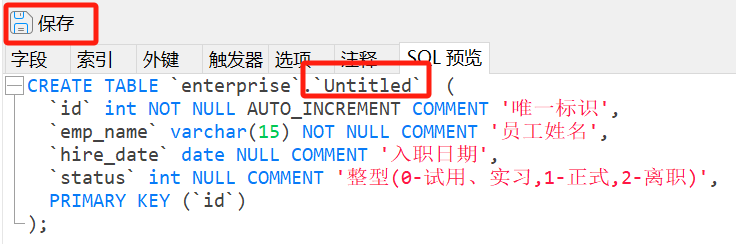 保存
字段 索引 外键 触发器 选项 注释 SQL 预览
CREATE TABLE `enterprise`.`Untitled`  (
  `id` int NOT NULL AUTO_INCREMENT COMMENT '唯一标识',
  `emp_name` varchar(15) NOT NULL COMMENT '员工姓名',
  `hire_date` date NULL COMMENT '入职日期',
  `status` int NULL COMMENT '整型(0-试用、实习,1-正式,2-离职)',
  PRIMARY KEY (`id`)
);